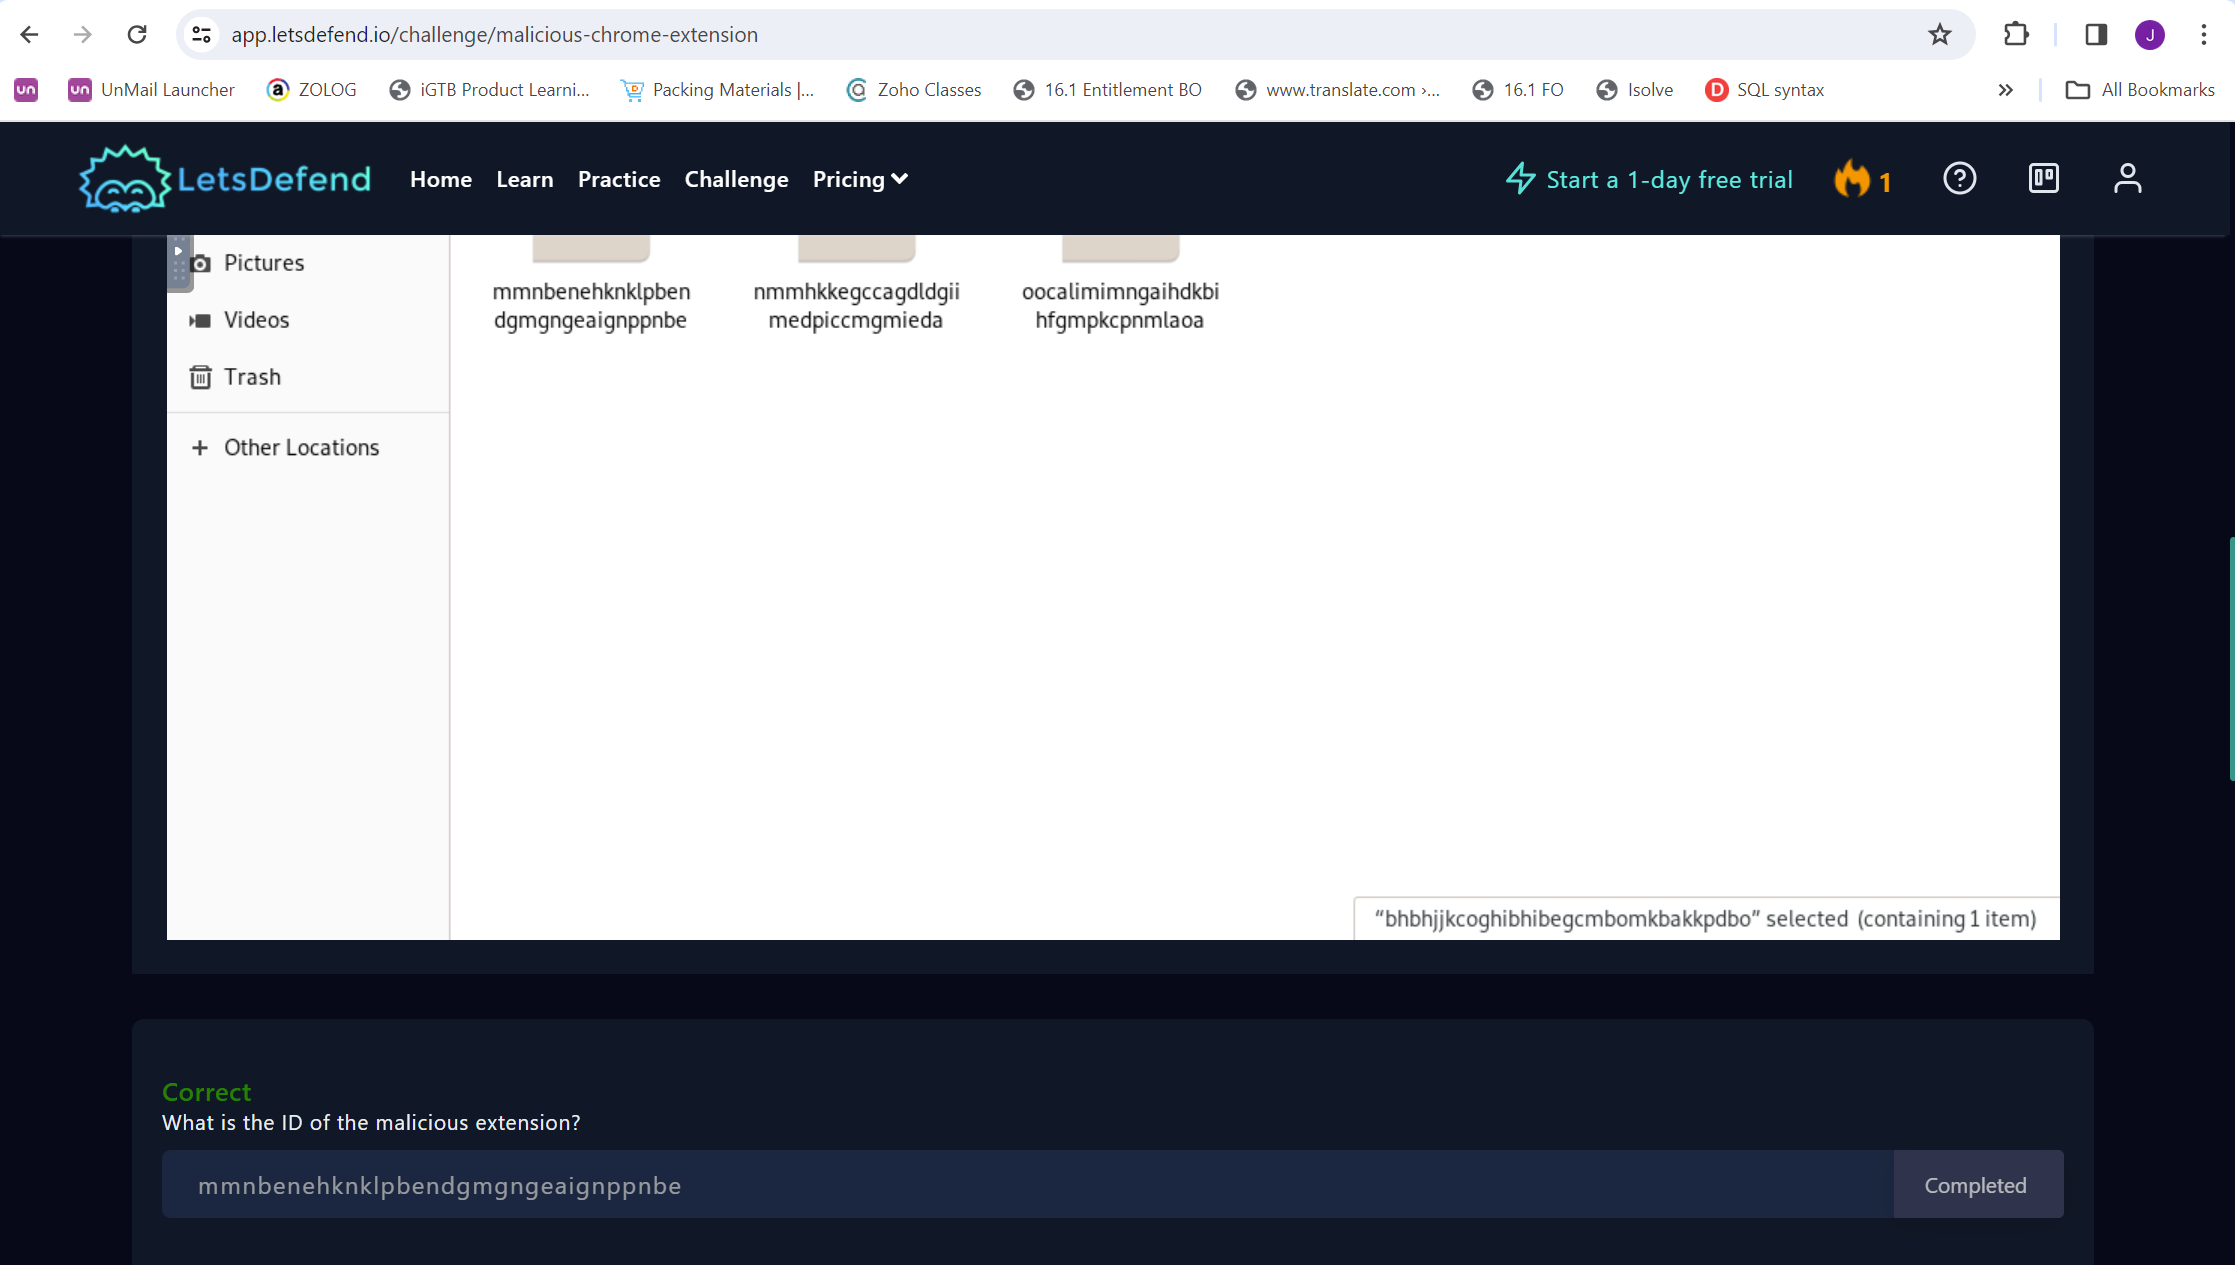 app.letsdefend.io/challenge/malicious-chrome-extension
J
un
un UnMail Launcher
a ZOLOG
iGTB Product Learni...
Packing Materials |...
Zoho Classes
16.1 Entitlement BO
www.translate.com ›...
16.1 FO
Isolve
D SQL syntax
»
All Bookmarks
LetsDefend
Home
Learn
Practice
Challenge
Pricing
Start a 1-day free trial
1
Pictures
Videos
Trash
+ Other Locations
mmnbenehknklpben
dgmgngeaignppnbe
nmmhkkegccagdldgii
medpiccmgmieda
oocalimimngaihdkbi
hfgmpkcpnmlaoa
“bhbhjjkcoghibhibegcmbomkbakkpdbo” selected (containing 1 item)
Correct
What is the ID of the malicious extension?
mmnbenehknklpbendgmgngeaignppnbe
Completed